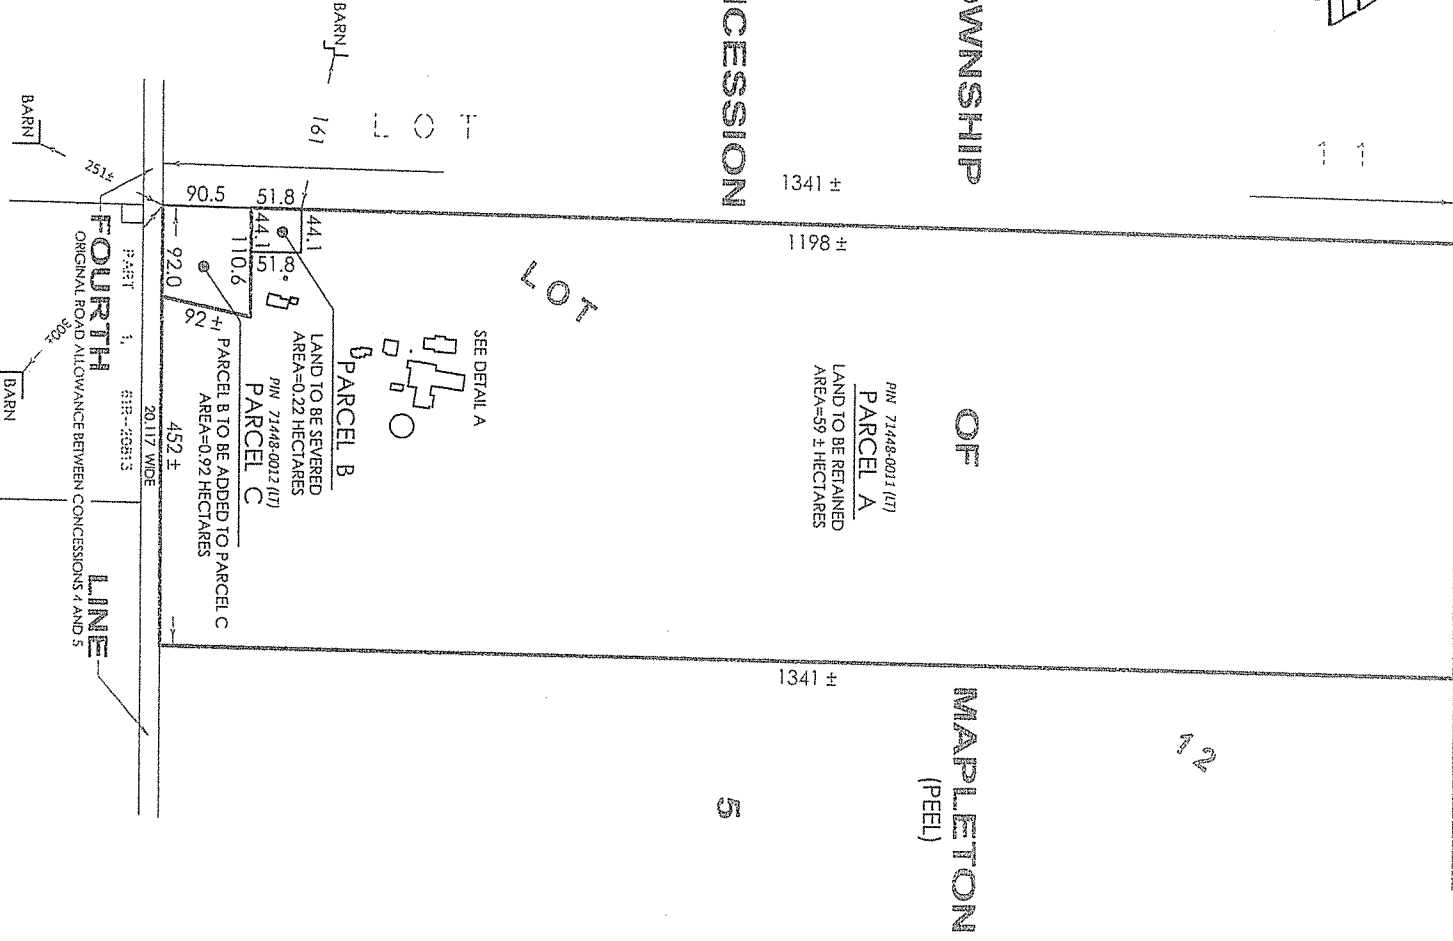 BARN
BARN
BARN
161
LOT
11
CESSION
WNSHIP
OF
MAPLETON
(PEEL)
5
12
LOT
1341 ±
1198 ±
1341 ±
90.5
51.8
44.1
44.1
51.8
110.6
92.0
92 ±
452 ±
251±
300±
SEE DETAIL A
PIN 71448-0011 (LT)
PARCEL A
LAND TO BE RETAINED
AREA=59 ± HECTARES
PARCEL B
LAND TO BE SEVERED
AREA=0.22 HECTARES
PIN 71448-0012 (LT)
PARCEL C
PARCEL B TO BE ADDED TO PARCEL C
AREA=0.92 HECTARES
20.117 WIDE
FOURTH LINE
ORIGINAL ROAD ALLOWANCE BETWEEN CONCESSIONS 4 AND 5
PART